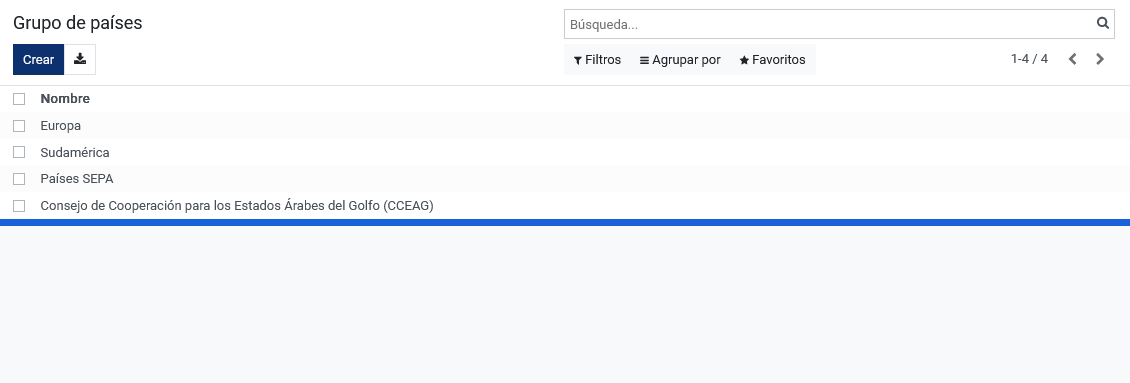 Grupo de países
Búsqueda...
Crear
Filtros Agrupar por Favoritos
1-4 / 4
Nombre
Europa
Sudamérica
Países SEPA
Consejo de Cooperación para los Estados Árabes del Golfo (CCEAG)